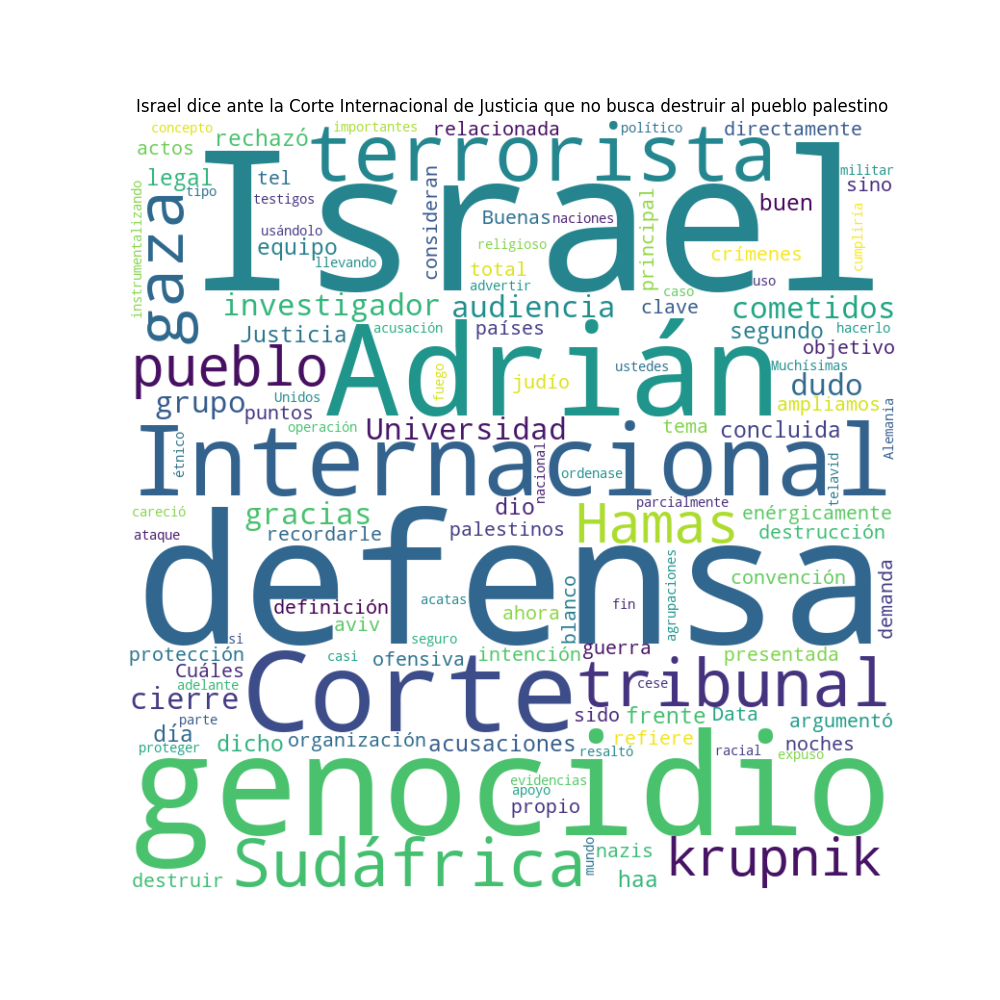 Israel dice ante la Corte Internacional de Justicia que no busca destruir al pueblo palestino
concepto
importantes
relacionada
político
directamente
rechazó
terrorista
actos
Israel
militar
legal
tel
sino
tipo
testigos
buen
instrumentalizando
gaza
consideran
principal
Buenas
naciones
cumpliría
usándolo
equipo
religioso
crímenes
llevando
total
advertir
uso
caso
investigador
audiencia
clave
cometidos
Justicia
acusación
países
segundo
hacerlo
Adrián
objetivo
pueblo
fuego
judío
ustedes
Muchísimas
dudo
grupo
Unidos
puntos
ampliamos
Alemania
operación
Universidad
tema
concluida
Internacional
étnico
nacional
ordenase
telavid
careció
gracias
dio
parcialmente
enérgicamente
Hamas
ataque
recordarle
palestinos
destrucción
defensa
convención
agrupaciones
demanda
blanco
definición
acatas
ahora
fin
aviv
si
seguro
protección
casi
ofensiva
intención
guerra
presentada
Cuáles
Corte
tribunal
adelante
cierre
cese
parte
sido
frente
Data
argumentó
día
dicho
organización
acusaciones
refiere
noches
proteger
resaltó
racial
expuso
genocidio
evidencias
apoyo
propio
Sudáfrica
mundo
nazis
krupnik
destruir
haa